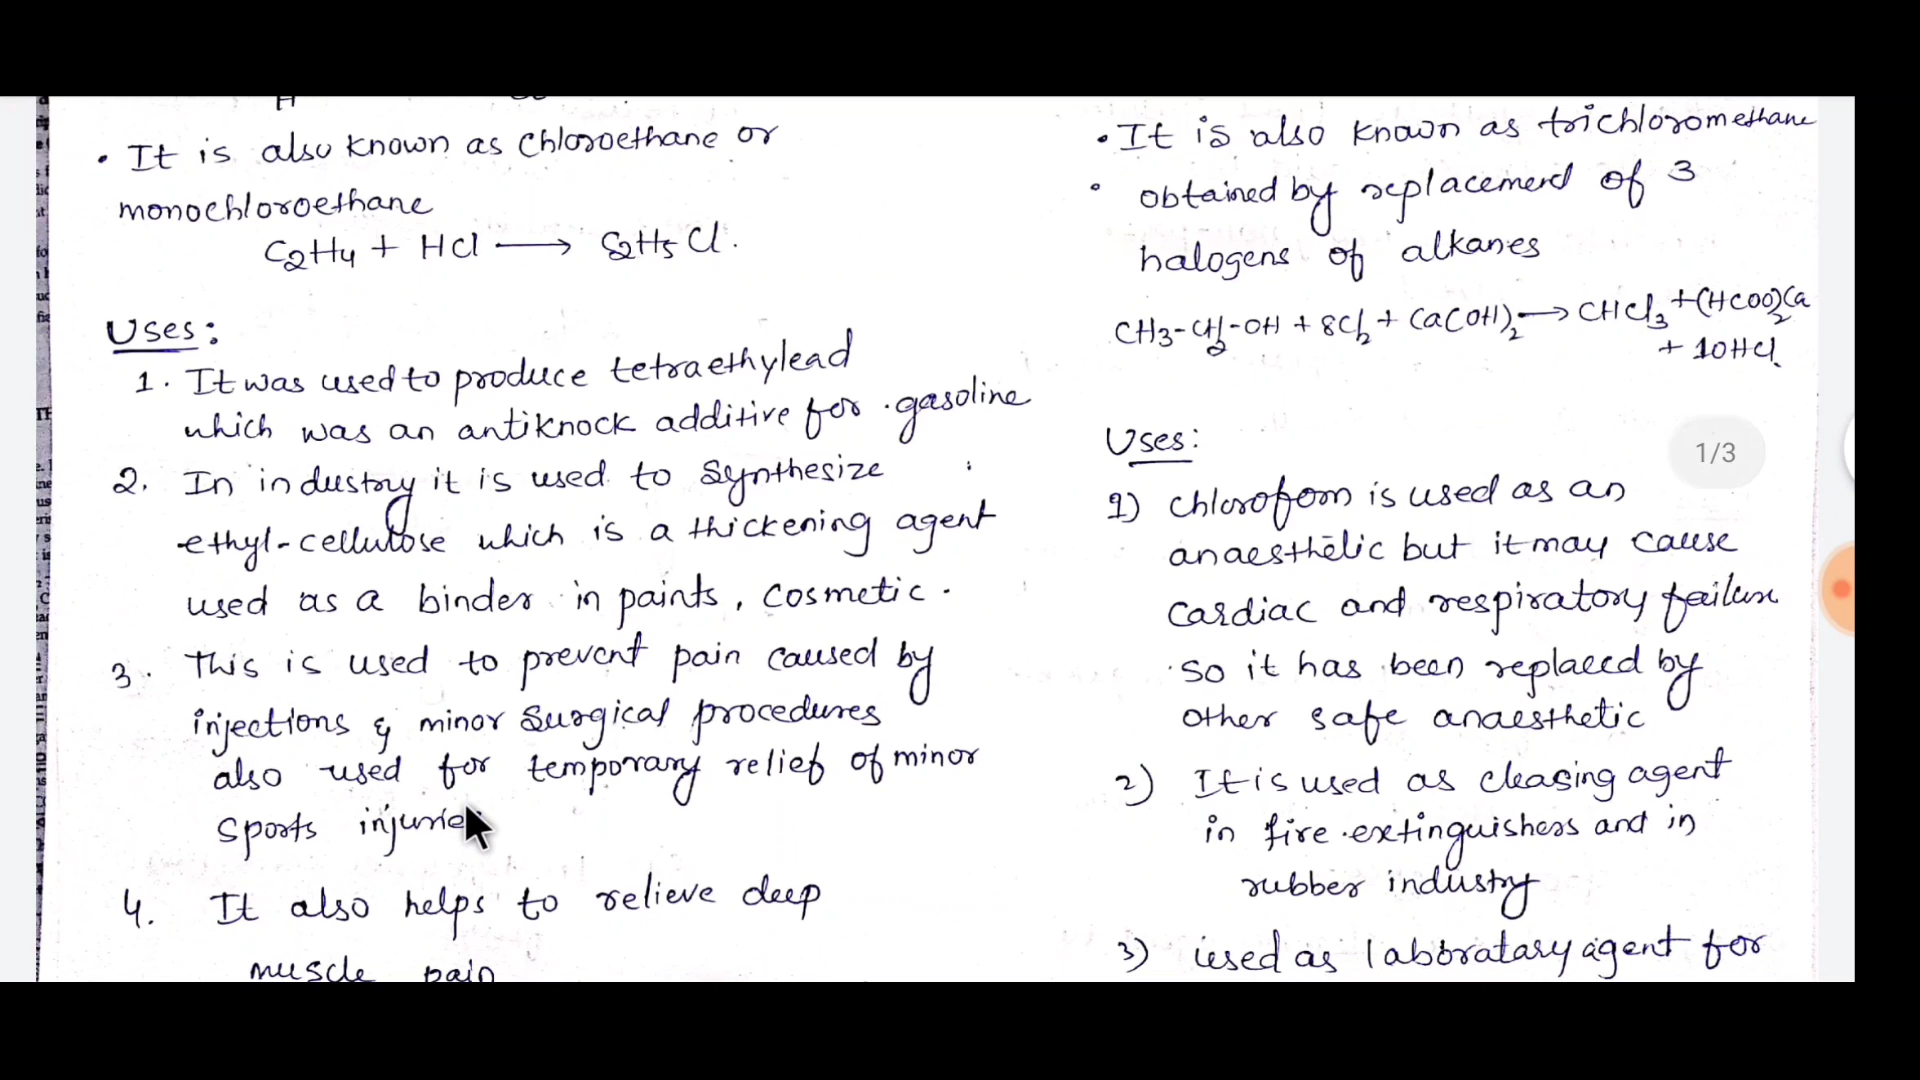 • It is also known as Chloroethane or
monochloroethane
C2H4 + HCl ⟶ C2H5Cl.
Uses:
1. It was used to produce tetraethylead
which was an antiknock additive for gasoline
2. In industry it is used to Synthesize
ethyl-cellulose which is a thickening agent
used as a binder in paints, cosmetic.
3. This is used to prevent pain caused by
injections & minor Surgical procedures
also used for temporary relief of minor
Sports injuries
4. It also helps to relieve deep
muscle pain
• It is also known as trichloromethane
• obtained by replacement of 3
halogens of alkanes
CH3-CH2-OH + 8Cl2 + Ca(OH)2 ⟶ CHCl3 + (HCOO)2Ca
+ 10HCl
Uses:
1) Chloroform is used as an
anaesthetic but it may cause
cardiac and respiratory failure
so it has been replaced by
other safe anaesthetic
2) It is used as cleasing agent
in fire extinguishers and in
rubber industry
3) used as labbratary agent for
1/3